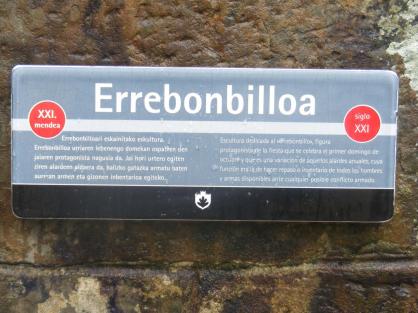 Errebonbilloa
XXI.
mendea
siglo
XXI
Errebonbilloari eskainitako eskultura.
Errebonbilloa urriaren lehenengo domekan ospatzen den
jaiaren protagonista nagusia da. Jai hori urtero egiten
ziren alardeen aldaera da, balizko gatazka armatu baten
aurrean armen eta gizonen inbentarioa egiteko.
Escultura dedicada al «Errebonbillo», figura
protagonista de la fiesta que se celebra el primer domingo de
octubre y que es una variación de aquellos alardes anuales, cuya
función era la de hacer repaso o inventario de todos los hombres
y armas disponibles ante cualquier posible conflicto armado.